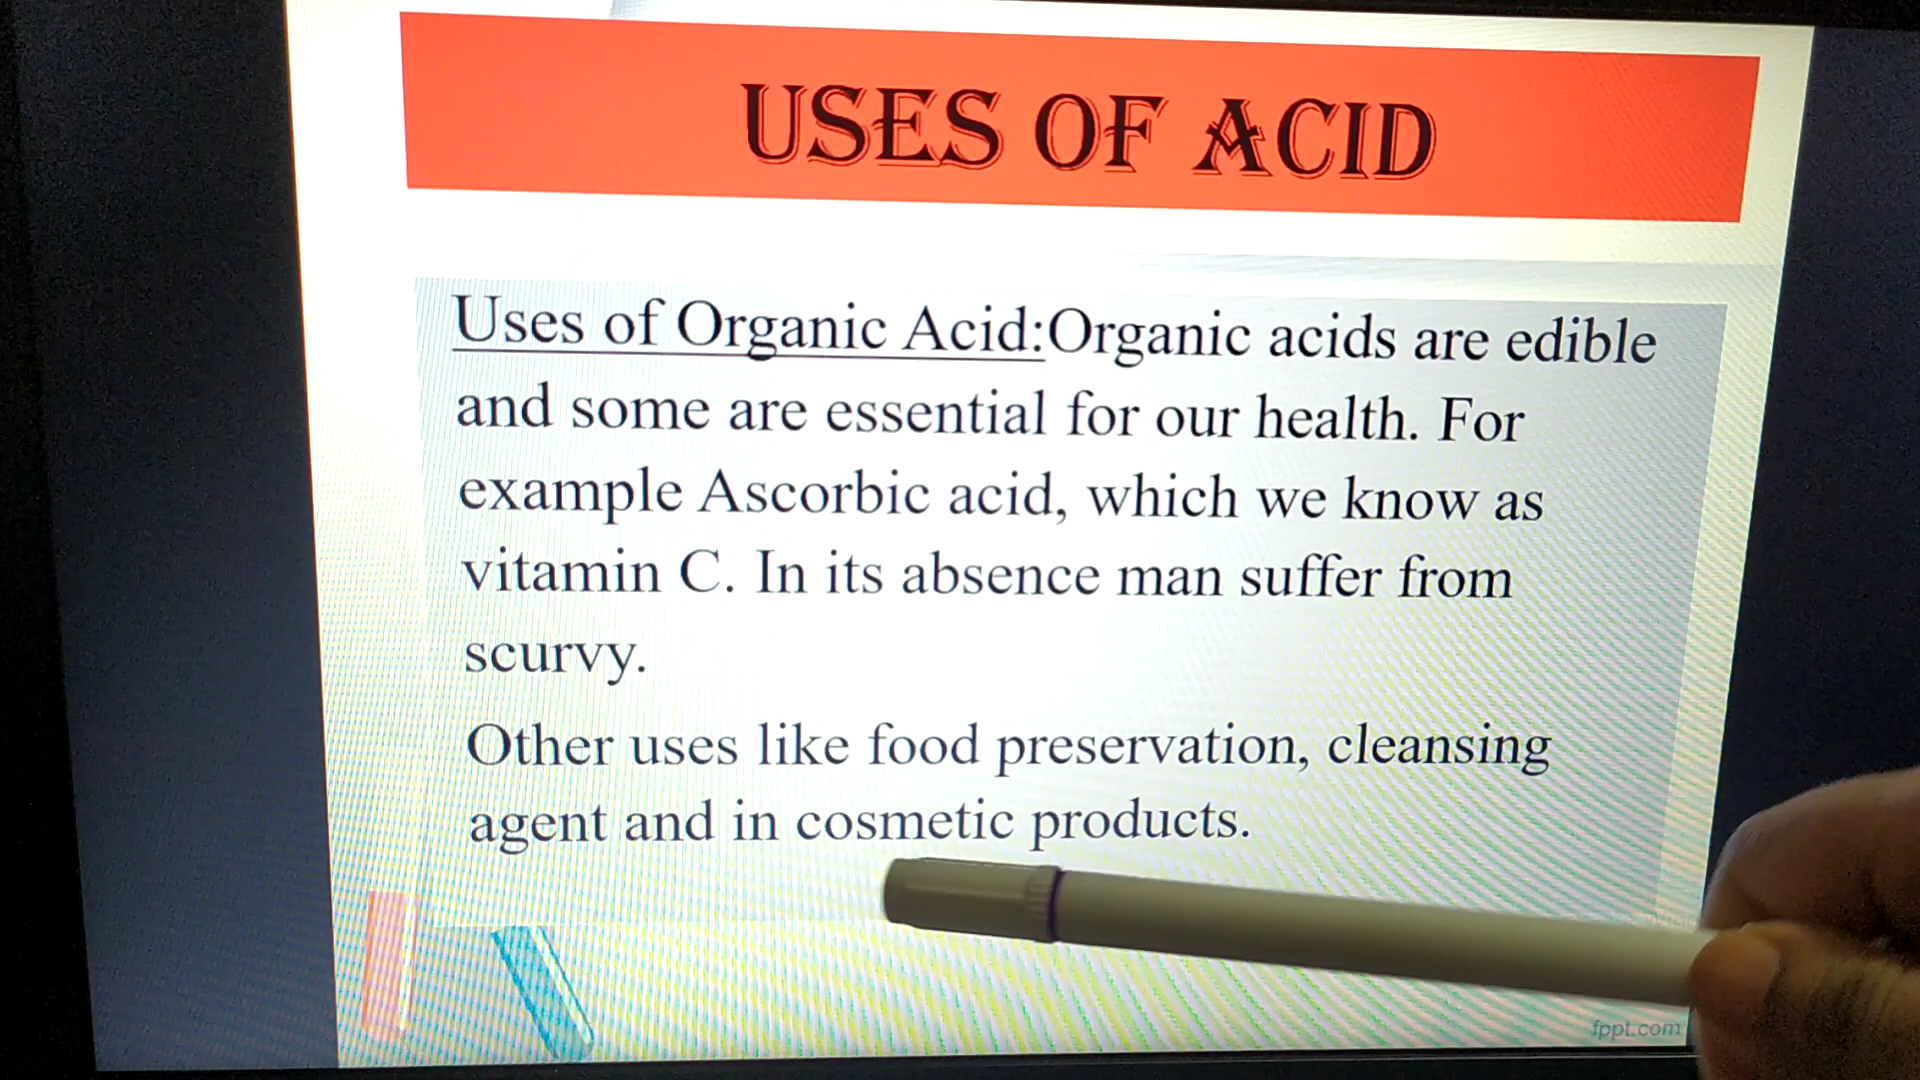 USES OF ACID
Uses of Organic Acid:Organic acids are edible
and some are essential for our health. For
example Ascorbic acid, which we know as
vitamin C. In its absence man suffer from
scurvy.
Other uses like food preservation, cleansing
agent and in cosmetic products.
fppt.com